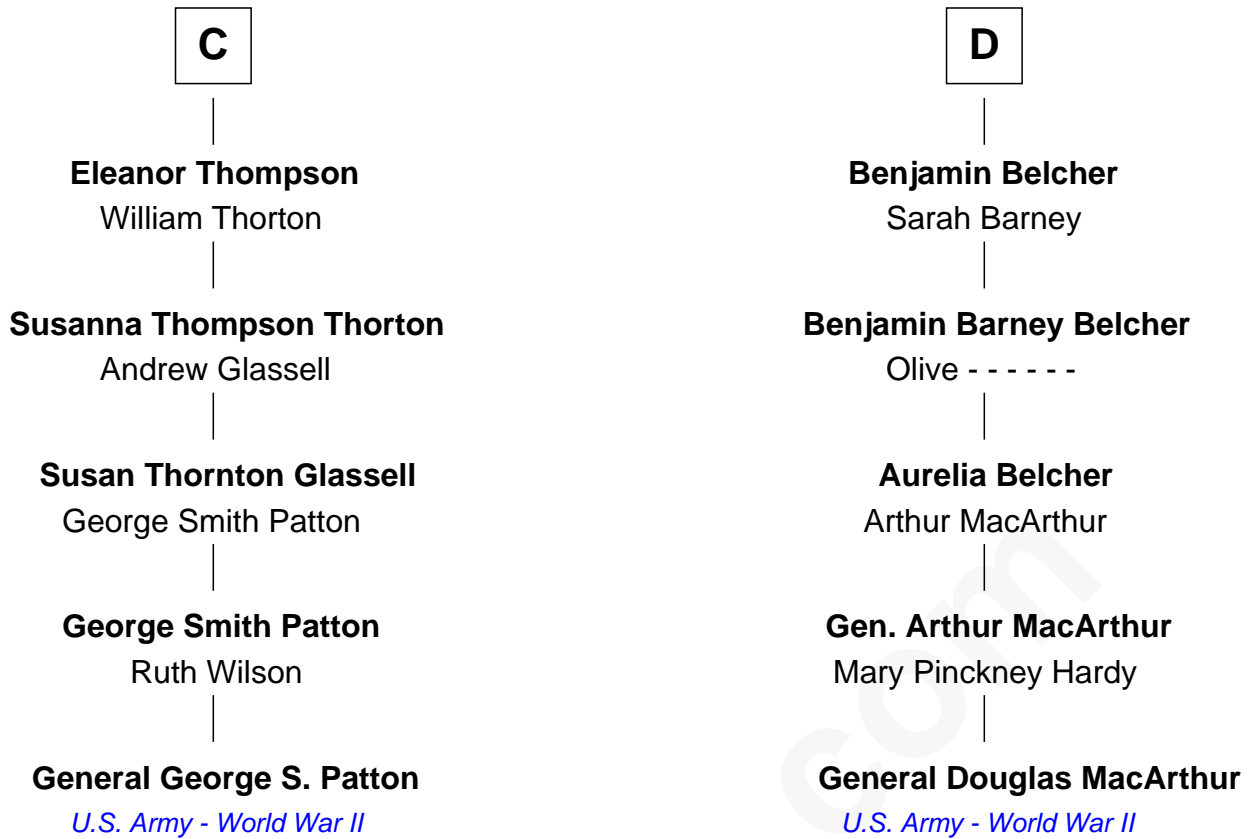 C
Eleanor Thompson
William Thorton
Susanna Thompson Thorton
Andrew Glassell
Susan Thornton Glassell
George Smith Patton
George Smith Patton
Ruth Wilson
General George S. Patton
U.S. Army - World War II
D
Benjamin Belcher
Sarah Barney
Benjamin Barney Belcher
Olive - - - - - -
Aurelia Belcher
Arthur MacArthur
Gen. Arthur MacArthur
Mary Pinckney Hardy
General Douglas MacArthur
U.S. Army - World War II
com